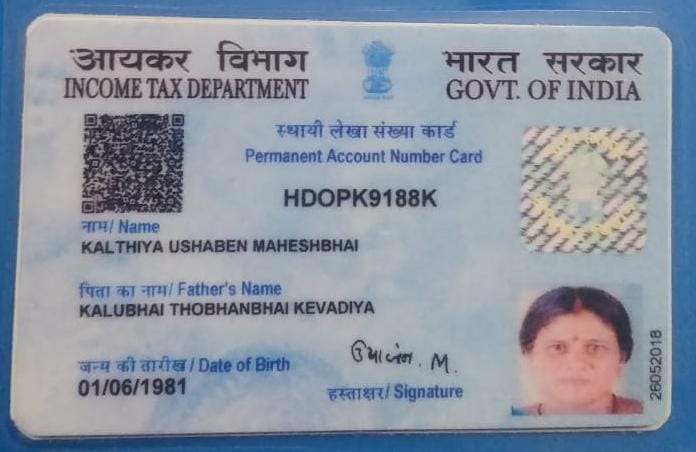 आयकर विभाग
INCOME TAX DEPARTMENT
भारत सरकार
GOVT. OF INDIA
स्थायी लेखा संख्या कार्ड
Permanent Account Number Card
HDOPK9188K
नाम/ Name
KALTHIYA USHABEN MAHESHBHAI
पिता का नाम/ Father's Name
KALUBHAI THOBHANBHAI KEVADIYA
जन्म की तारीख / Date of Birth
01/06/1981
M.
हस्ताक्षर/ Signature
26052018